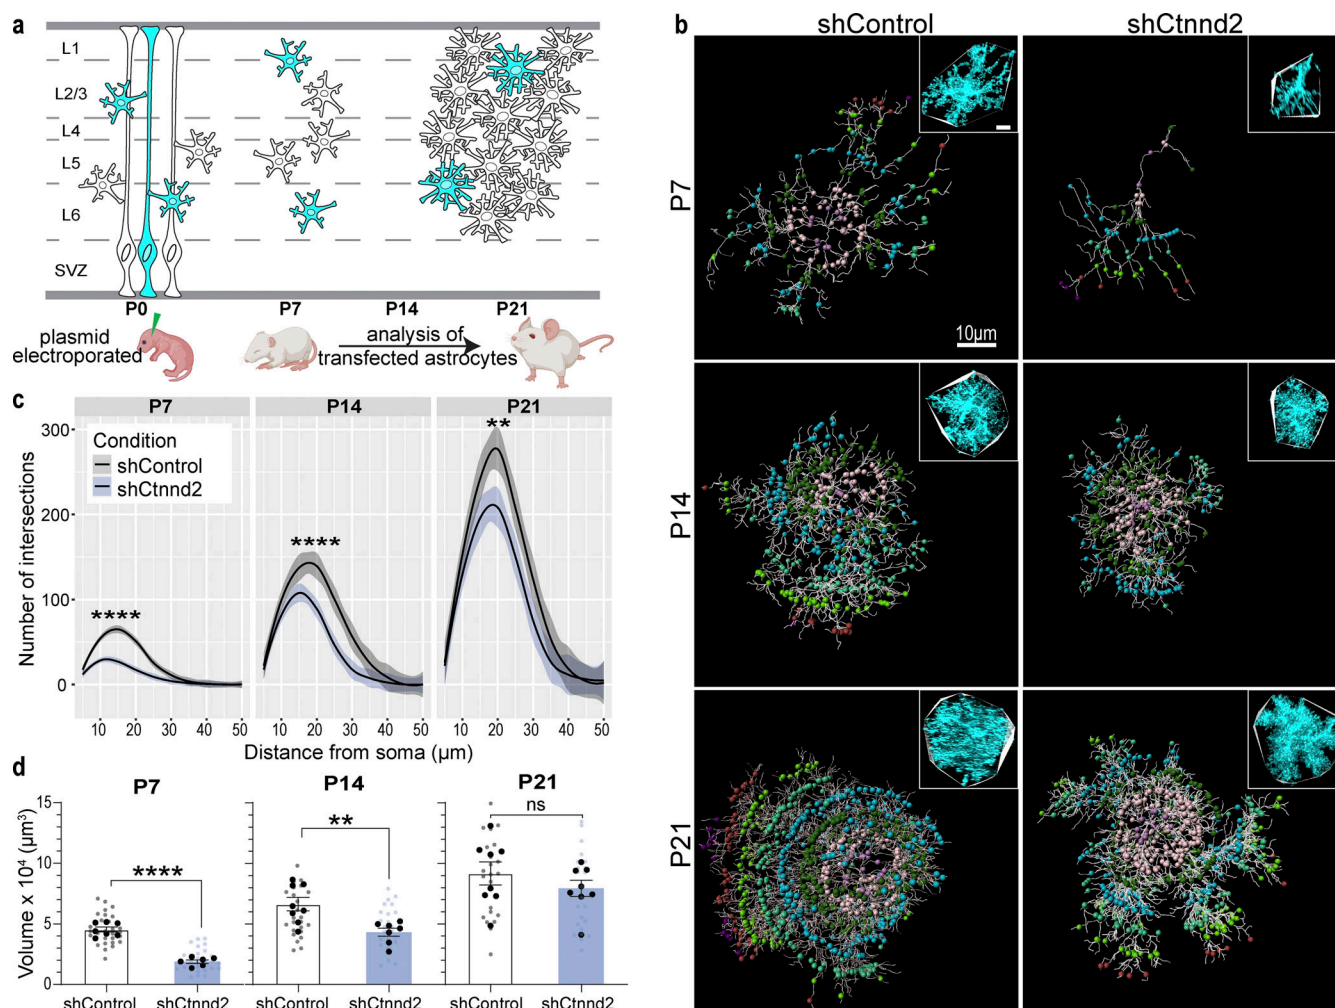 a
L1
L2/3
L4
L5
L6
SVZ
P0
P7
P14
P21
plasmid
electroporated
analysis of
transfected astrocytes
b
shControl
shCtnnd2
P7
10µm
P14
P21
c
P7
P14
P21
Number of intersections
300
200
100
0
Condition
shControl
shCtnnd2
****
****
**
10 20 30 40 50
10 20 30 40 50
10 20 30 40 50
Distance from soma (µm)
d
P7
P14
P21
Volume x 10⁴ (µm³)
15
10
5
0
****
**
ns
shControl shCtnnd2
shControl shCtnnd2
shControl shCtnnd2